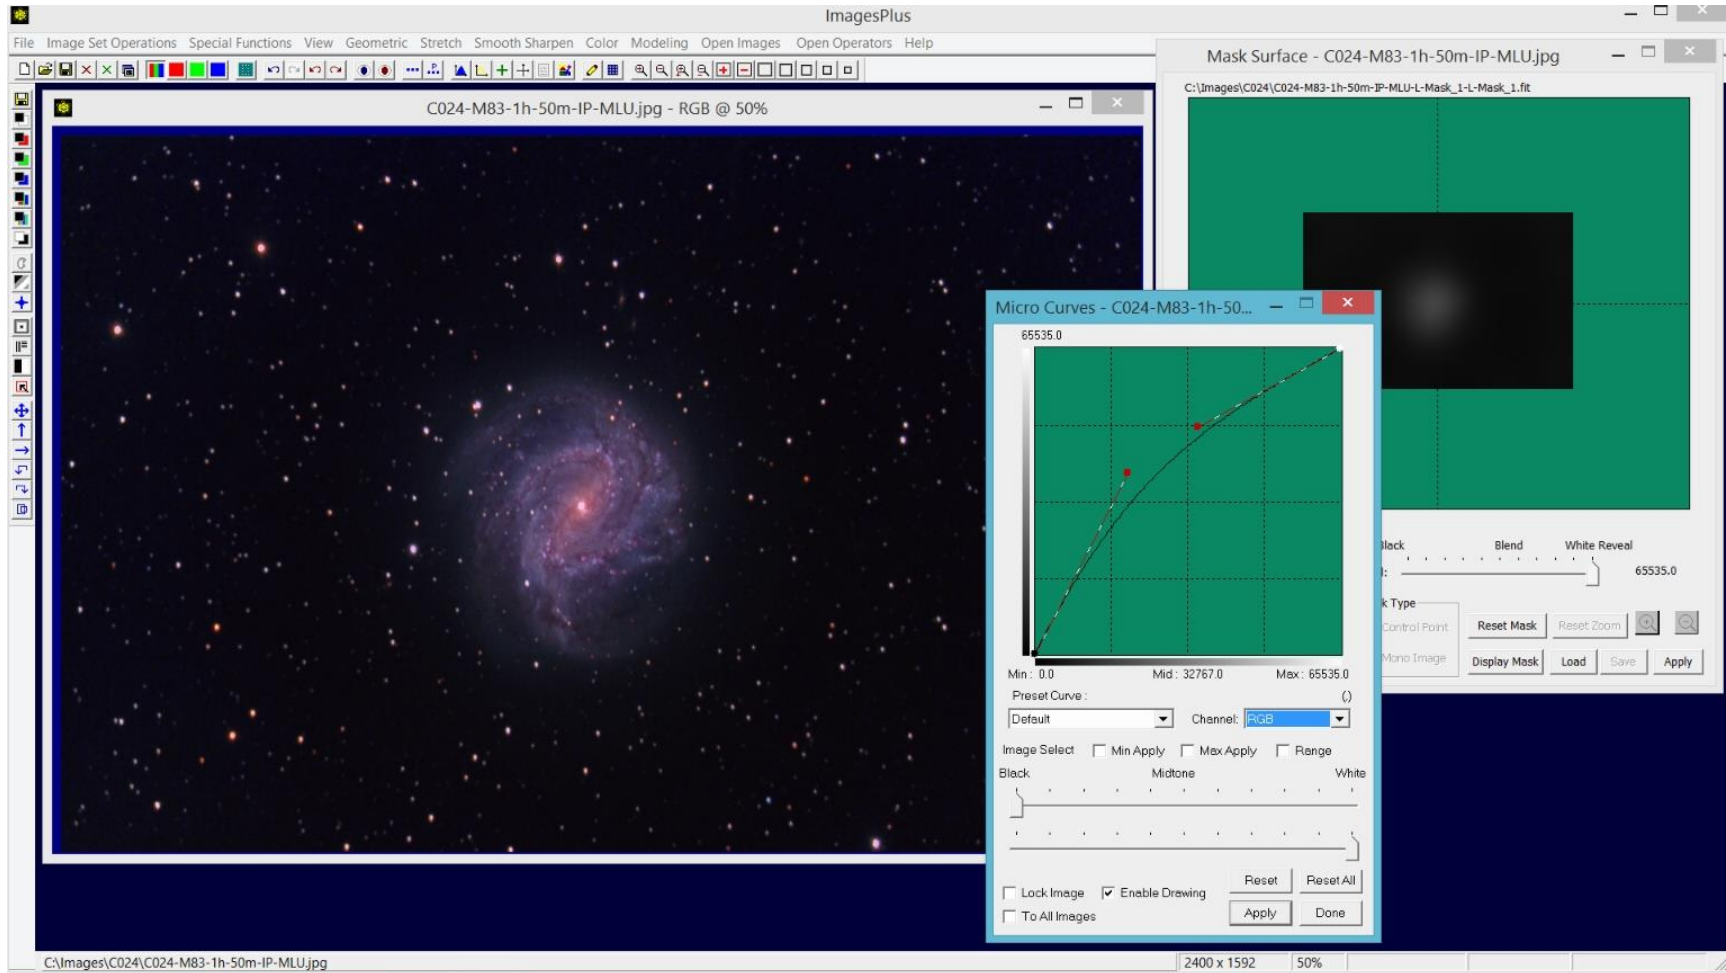 ImagesPlus
File Image Set Operations Special Functions View Geometric Stretch Smooth Sharpen Color Modeling Open Images Open Operators Help
C024-M83-1h-50m-IP-MLU.jpg - RGB @ 50%
Mask Surface - C024-M83-1h-50m-IP-MLU.jpg
C:\Images\C024\C024-M83-1h-50m-IP-MLU-L-Mask_1-L-Mask_1.fit
Black Blend White Reveal
65535.0
k Type
Control Point
Mono Image
Reset Mask Reset Zoom
Display Mask Load Save Apply
Micro Curves - C024-M83-1h-50...
65535.0
Min : 0.0 Mid : 32767.0 Max : 65535.0
Preset Curve : (,)
Default Channel: RGB
Image Select Min Apply Max Apply Range
Black Midtone White
Reset Reset All
Lock Image Enable Drawing
To All Images Apply Done
C:\Images\C024\C024-M83-1h-50m-IP-MLU.jpg 2400 x 1592 50%